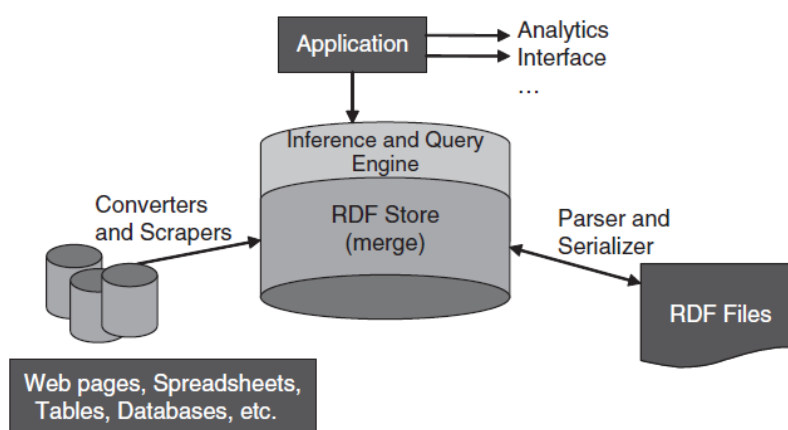 Application
Analytics
Interface
...
Inference and Query
Engine
RDF Store
(merge)
Converters
and Scrapers
Parser and
Serializer
RDF Files
Web pages, Spreadsheets,
Tables, Databases, etc.